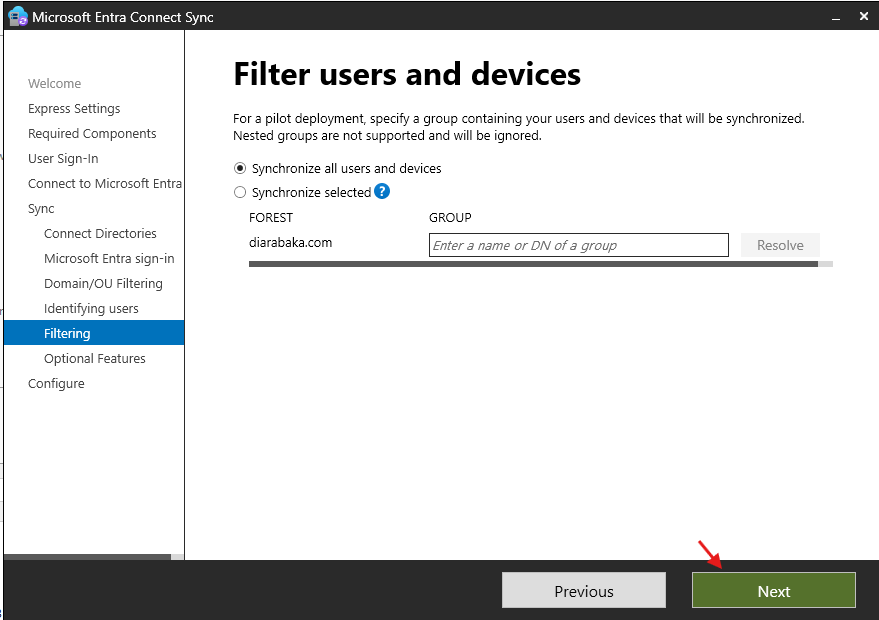 Microsoft Entra Connect Sync
Welcome
Express Settings
Required Components
User Sign-In
Connect to Microsoft Entra
Sync
Connect Directories
Microsoft Entra sign-in
Domain/OU Filtering
Identifying users
Filtering
Optional Features
Configure
Filter users and devices
For a pilot deployment, specify a group containing your users and devices that will be synchronized.
Nested groups are not supported and will be ignored.
Synchronize all users and devices
Synchronize selected ?
FOREST GROUP
diarabaka.com Enter a name or DN of a group Resolve
Previous Next